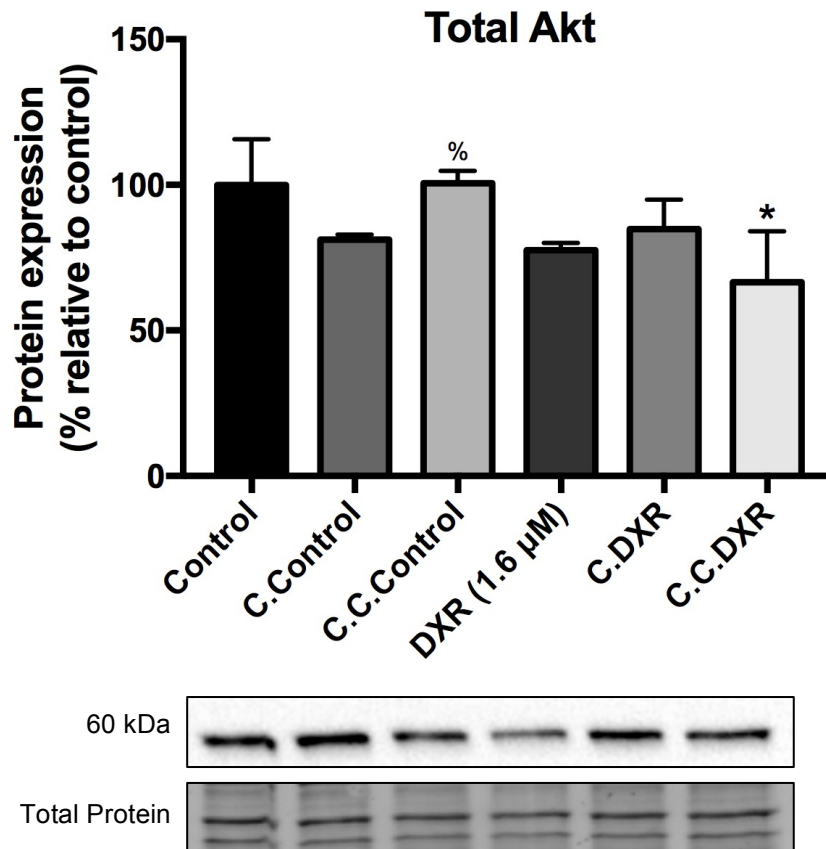 Total Akt
Protein expression
(% relative to control)
150
100
50
0
%
*
Control
C.Control
C.C.Control
DXR (1.6 µM)
C.DXR
C.C.DXR
60 kDa
Total Protein